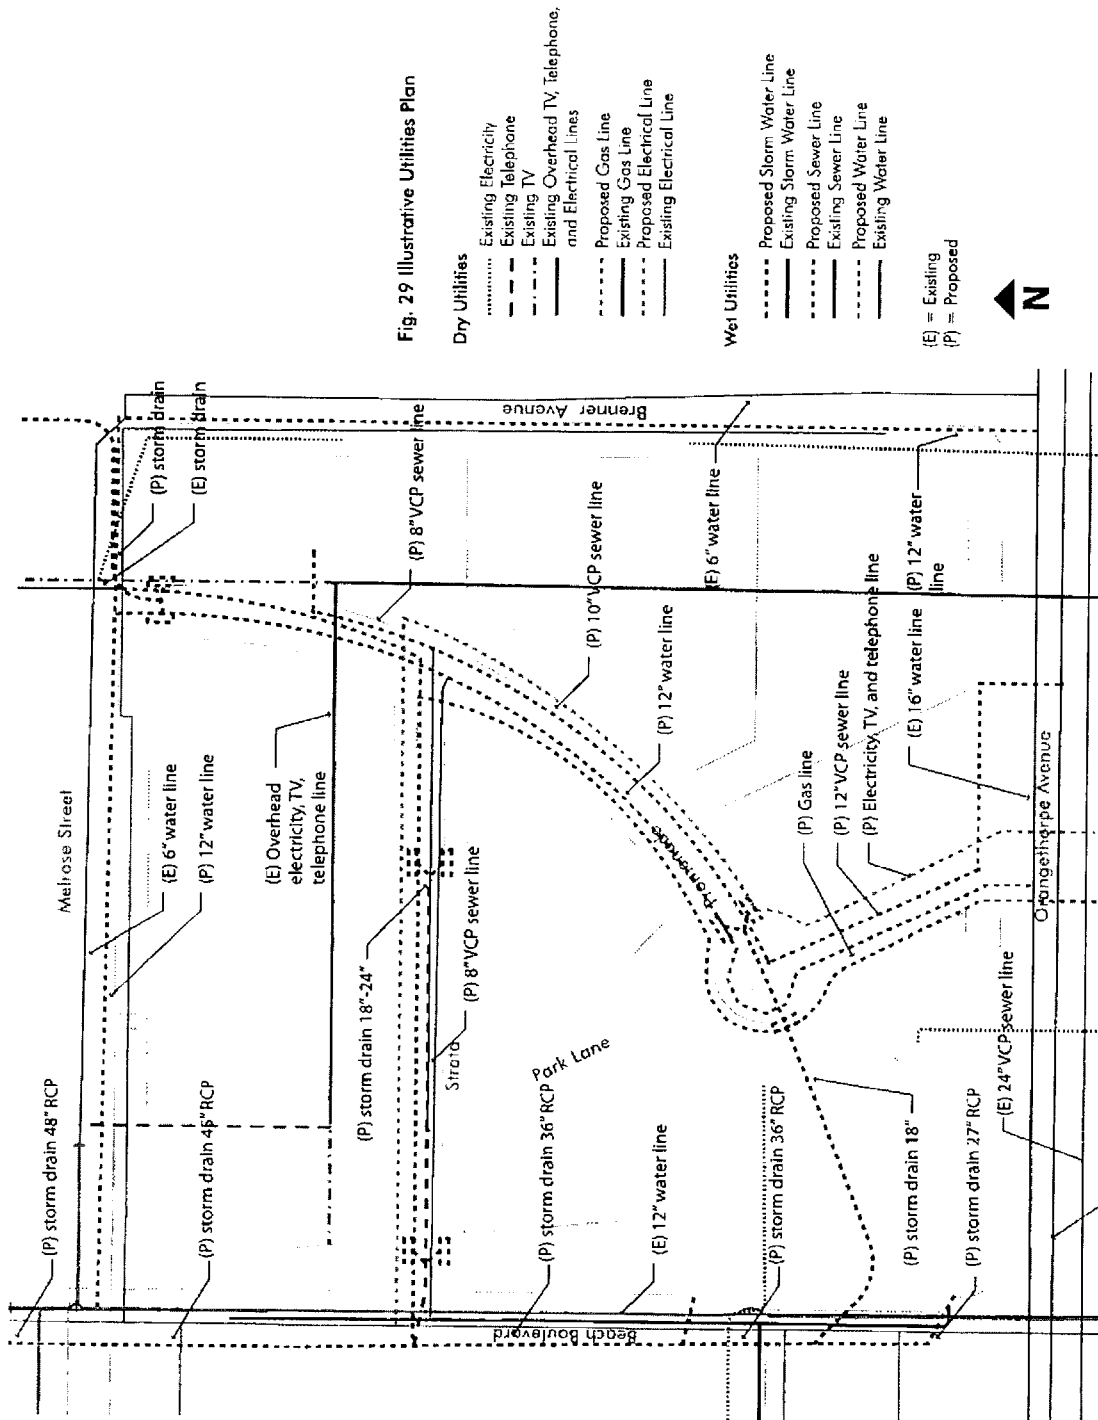 Fig. 29 Illustrative Utilities Plan
Dry Utilities
Existing Electricity
Existing Telephone
Existing TV
Existing Overhead TV, Telephone,
and Electrical Lines
Proposed Gas Line
Existing Gas Line
Proposed Electrical Line
Existing Electrical Line
Wet Utilities
Proposed Storm Water Line
Existing Storm Water Line
Proposed Sewer Line
Existing Sewer Line
Proposed Water Line
Existing Water Line
(E) = Existing
(P) = Proposed
N
Melrose Street
(P) storm drain 48" RCP
(P) storm drain 45" RCP
(E) 6" water line
(P) 12" water line
(P) storm drain
(E) storm drain
(E) Overhead
electricity, TV,
telephone line
(P) 8" VCP sewer line
Brenner Avenue
(P) storm drain 18"-24"
Strata
(P) 8" VCP sewer line
Park Lane
(P) 10" VCP sewer line
(P) 12" water line
Promenade
(E) 6" water line
(P) storm drain 36" RCP
(E) 12" water line
Beach Boulevard
(P) storm drain 36" RCP
(P) Gas line
(P) 12" VCP sewer line
(P) Electricity, TV, and telephone line
(E) 16" water line
(P) 12" water
line
(P) storm drain 18"
(P) storm drain 27" RCP
(E) 24" VCP sewer line
Orangethorpe Avenue